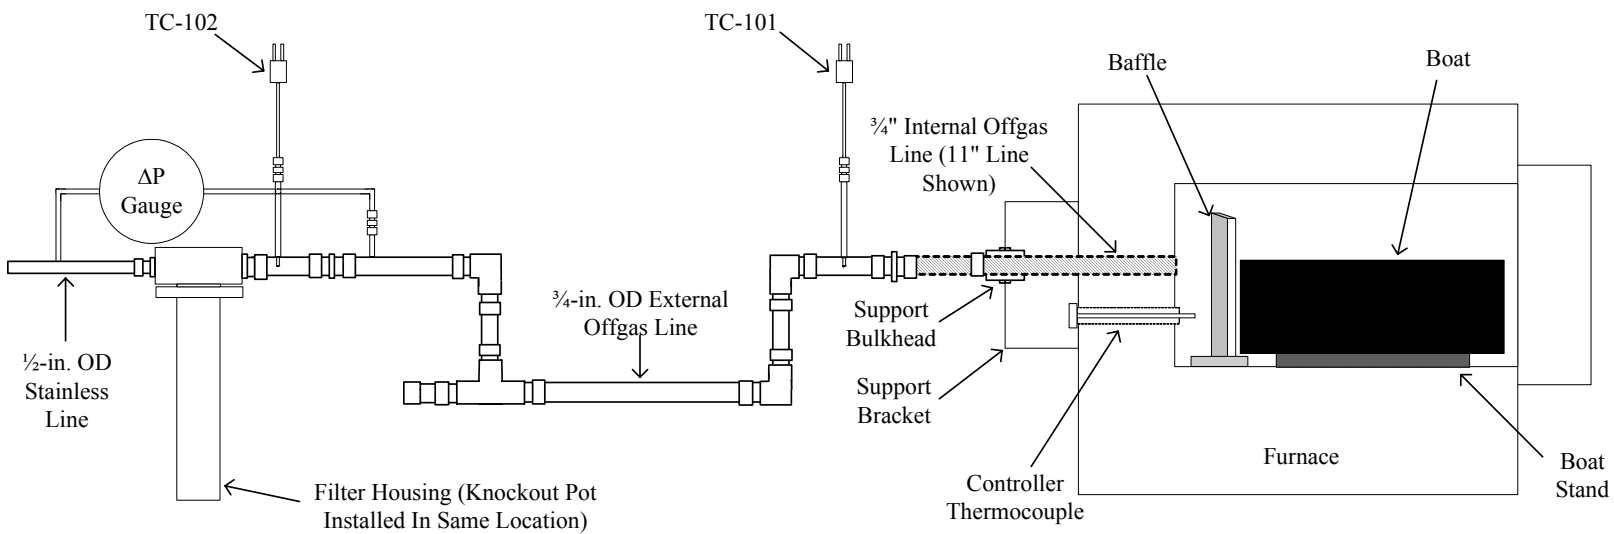 TC-102
TC-101
Baffle
Boat
¾" Internal Offgas
Line (11" Line
Shown)
ΔP
Gauge
¾-in. OD External
Offgas Line
Support
Bulkhead
½-in. OD
Stainless
Line
Support
Bracket
Furnace
Boat
Stand
Controller
Thermocouple
Filter Housing (Knockout Pot
Installed In Same Location)